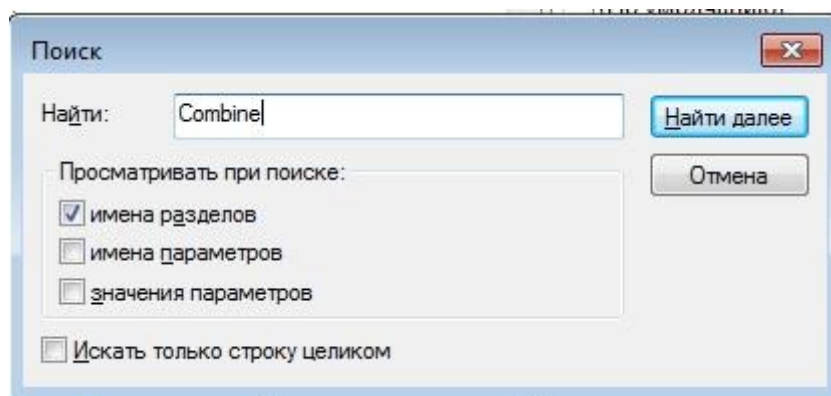 Поиск
Найти:
Combine
Найти далее
Просматривать при поиске:
Отмена
имена разделов
имена параметров
значения параметров
Искать только строку целиком